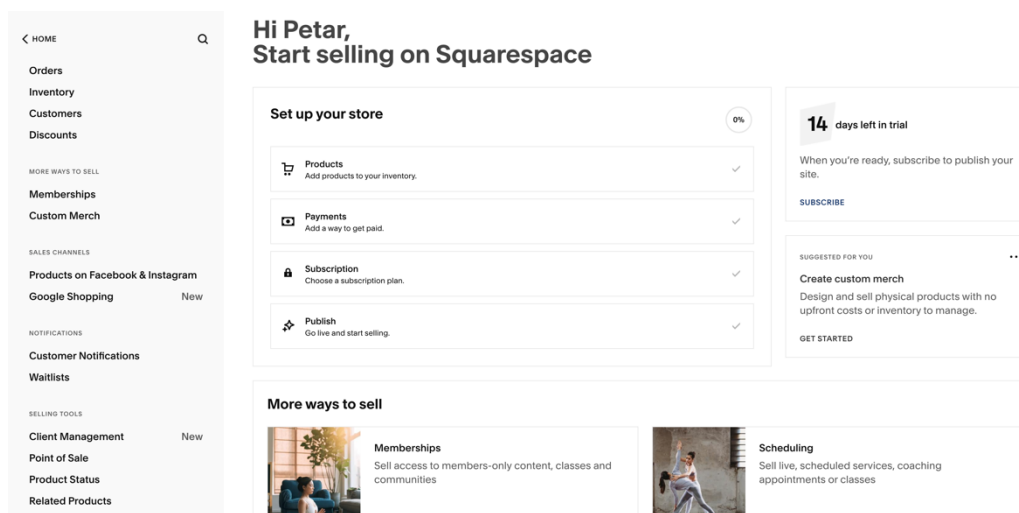 HOME
Orders
Inventory
Customers
Discounts
MORE WAYS TO SELL
Memberships
Custom Merch
SALES CHANNELS
Products on Facebook & Instagram
Google Shopping New
NOTIFICATIONS
Customer Notifications
Waitlists
SELLING TOOLS
Client Management New
Point of Sale
Product Status
Related Products
Hi Petar,
Start selling on Squarespace
Set up your store
0%
Products
Add products to your inventory.
Payments
Add a way to get paid.
Subscription
Choose a subscription plan.
Publish
Go live and start selling.
14 days left in trial
When you’re ready, subscribe to publish your
site.
SUBSCRIBE
SUGGESTED FOR YOU
Create custom merch
Design and sell physical products with no
upfront costs or inventory to manage.
GET STARTED
More ways to sell
Memberships
Sell access to members-only content, classes and
communities
Scheduling
Sell live, scheduled services, coaching
appointments or classes